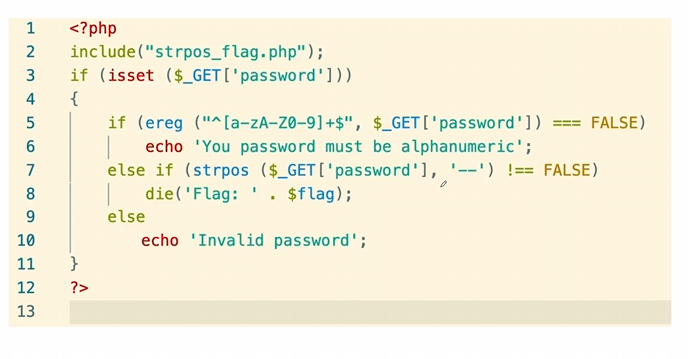 1 <?php
2 include("strpos_flag.php");
3 if (isset ($_GET['password']))
4 {
5 if (ereg ("^[a-zA-Z0-9]+$", $_GET['password']) === FALSE)
6 echo 'You password must be alphanumeric';
7 else if (strpos ($_GET['password'], '--') !== FALSE)
8 die('Flag: ' . $flag);
9 else
10 echo 'Invalid password';
11 }
12 ?>
13